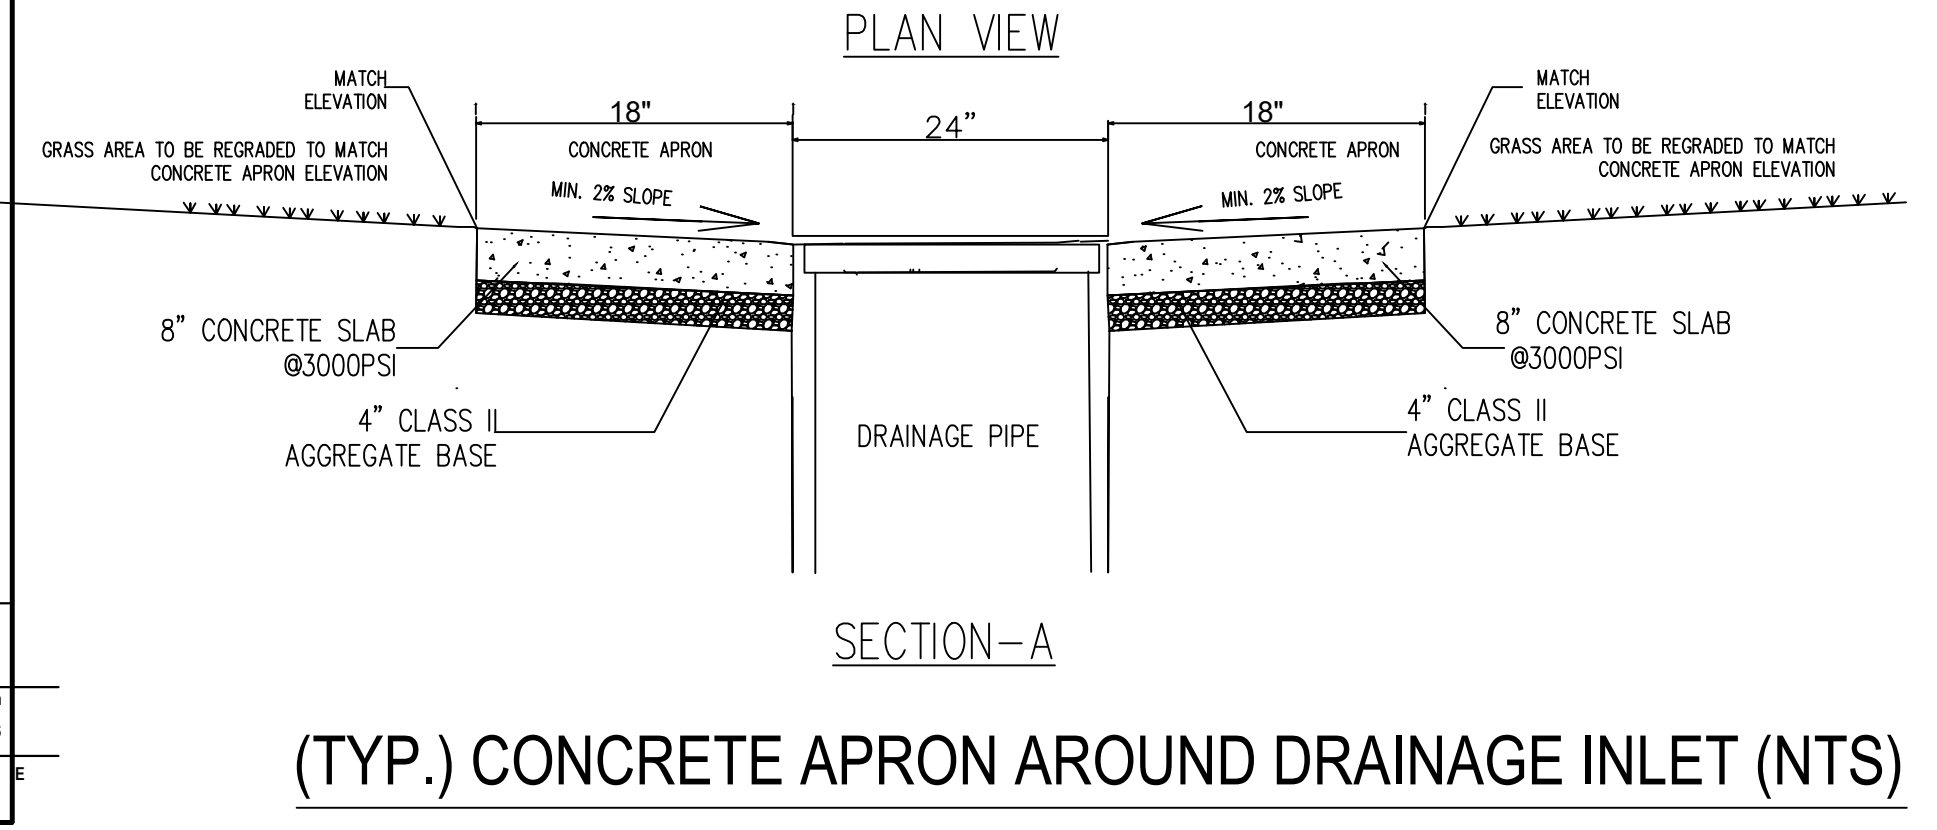 PLAN VIEW
MATCH
ELEVATION
18"
24”
18"
MATCH
ELEVATION
GRASS AREA TO BE REGRADED TO MATCH
CONCRETE APRON ELEVATION
CONCRETE APRON
CONCRETE APRON
GRASS AREA TO BE REGRADED TO MATCH
CONCRETE APRON ELEVATION
MIN. 2% SLOPE
MIN. 2% SLOPE
8” CONCRETE SLAB
@3000PSI
8” CONCRETE SLAB
@3000PSI
4” CLASS II
AGGREGATE BASE
DRAINAGE PIPE
4” CLASS II
AGGREGATE BASE
SECTION-A
(TYP.) CONCRETE APRON AROUND DRAINAGE INLET (NTS)
E